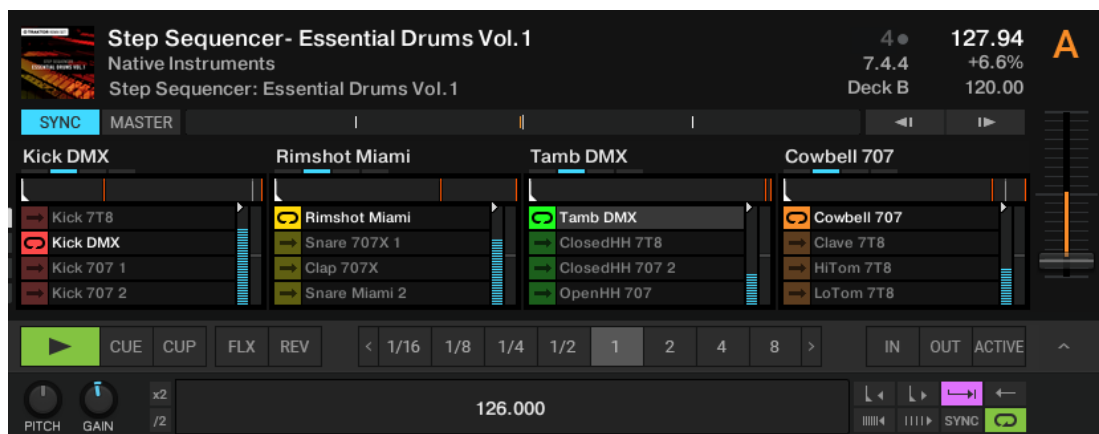 Step Sequencer- Essential Drums Vol.1
Native Instruments
Step Sequencer: Essential Drums Vol.1
4 127.94
7.4.4 +6.6%
Deck B 120.00
A
SYNC MASTER
Kick DMX Rimshot Miami Tamb DMX Cowbell 707
Kick 7T8 Rimshot Miami Tamb DMX Cowbell 707
Kick DMX Snare 707X 1 ClosedHH 7T8 Clave 7T8
Kick 707 1 Clap 707X ClosedHH 707 2 HiTom 7T8
Kick 707 2 Snare Miami 2 OpenHH 707 LoTom 7T8
CUE CUP FLX REV < 1/16 1/8 1/4 1/2 1 2 4 8 > IN OUT ACTIVE
x2
126.000
PITCH GAIN /2 SYNC